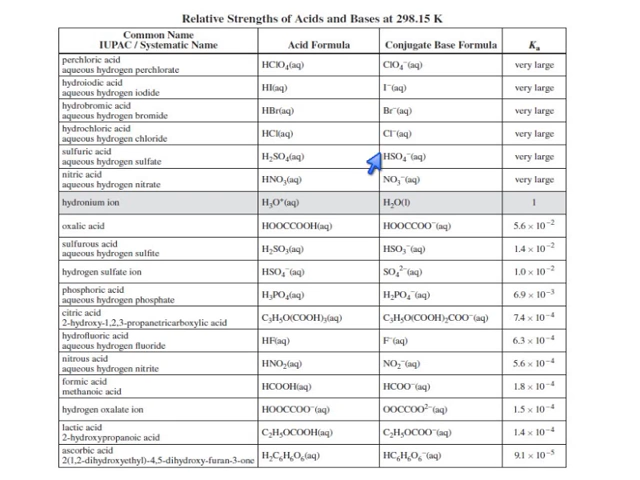 Relative Strengths of Acids and Bases at 298.15 K
Common Name
IUPAC / Systematic Name Acid Formula Conjugate Base Formula Kₐ
perchloric acid
aqueous hydrogen perchlorate HClO₄(aq) ClO₄⁻(aq) very large
hydroiodic acid
aqueous hydrogen iodide HI(aq) I⁻(aq) very large
hydrobromic acid
aqueous hydrogen bromide HBr(aq) Br⁻(aq) very large
hydrochloric acid
aqueous hydrogen chloride HCl(aq) Cl⁻(aq) very large
sulfuric acid
aqueous hydrogen sulfate H₂SO₄(aq) HSO₄⁻(aq) very large
nitric acid
aqueous hydrogen nitrate HNO₃(aq) NO₃⁻(aq) very large
hydronium ion H₃O⁺(aq) H₂O(l) 1
oxalic acid HOOCCOOH(aq) HOOCCOO⁻(aq) 5.6 × 10⁻²
sulfurous acid
aqueous hydrogen sulfite H₂SO₃(aq) HSO₃⁻(aq) 1.4 × 10⁻²
hydrogen sulfate ion HSO₄⁻(aq) SO₄²⁻(aq) 1.0 × 10⁻²
phosphoric acid
aqueous hydrogen phosphate H₃PO₄(aq) H₂PO₄⁻(aq) 6.9 × 10⁻³
citric acid
2-hydroxy-1,2,3-propanetricarboxylic acid C₃H₅O(COOH)₃(aq) C₃H₅O(COOH)₂COO⁻(aq) 7.4 × 10⁻⁴
hydrofluoric acid
aqueous hydrogen fluoride HF(aq) F⁻(aq) 6.3 × 10⁻⁴
nitrous acid
aqueous hydrogen nitrite HNO₂(aq) NO₂⁻(aq) 5.6 × 10⁻⁴
formic acid
methanoic acid HCOOH(aq) HCOO⁻(aq) 1.8 × 10⁻⁴
hydrogen oxalate ion HOOCCOO⁻(aq) OOCCOO²⁻(aq) 1.5 × 10⁻⁴
lactic acid
2-hydroxypropanoic acid C₂H₅OCOOH(aq) C₂H₅OCOO⁻(aq) 1.4 × 10⁻⁴
ascorbic acid
2(1,2-dihydroxyethyl)-4,5-dihydroxy-furan-3-one H₂C₆H₆O₆(aq) HC₆H₆O₆⁻(aq) 9.1 × 10⁻⁵